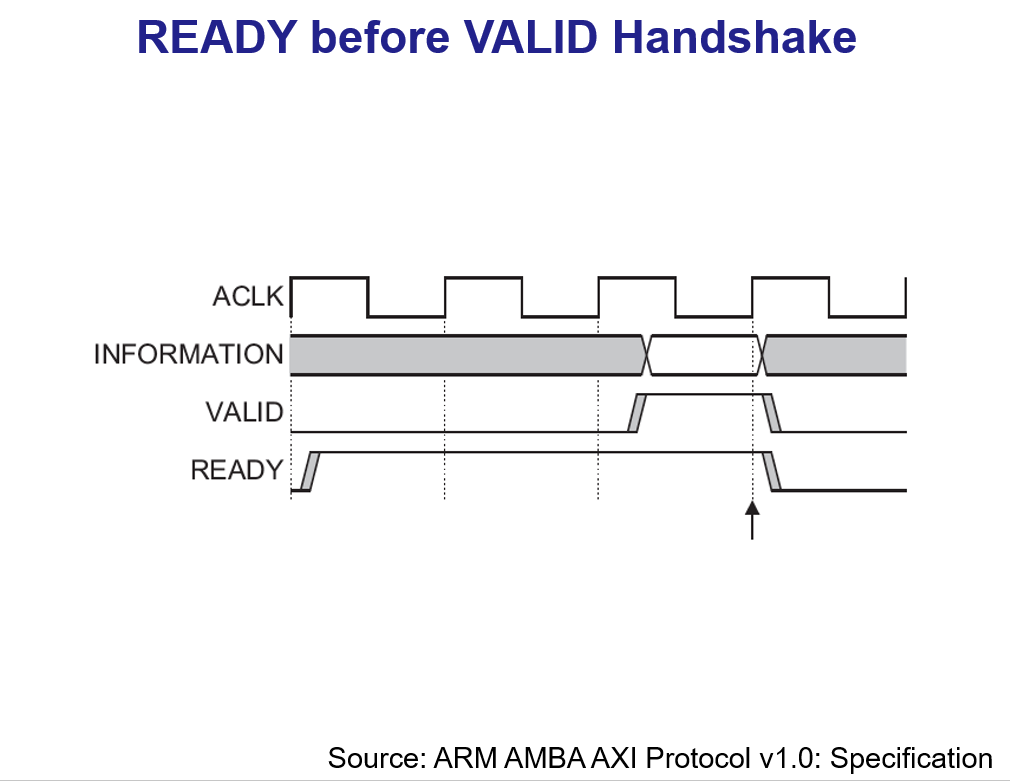 READY before VALID Handshake
ACLK
INFORMATION
VALID
READY
Source: ARM AMBA AXI Protocol v1.0: Specification